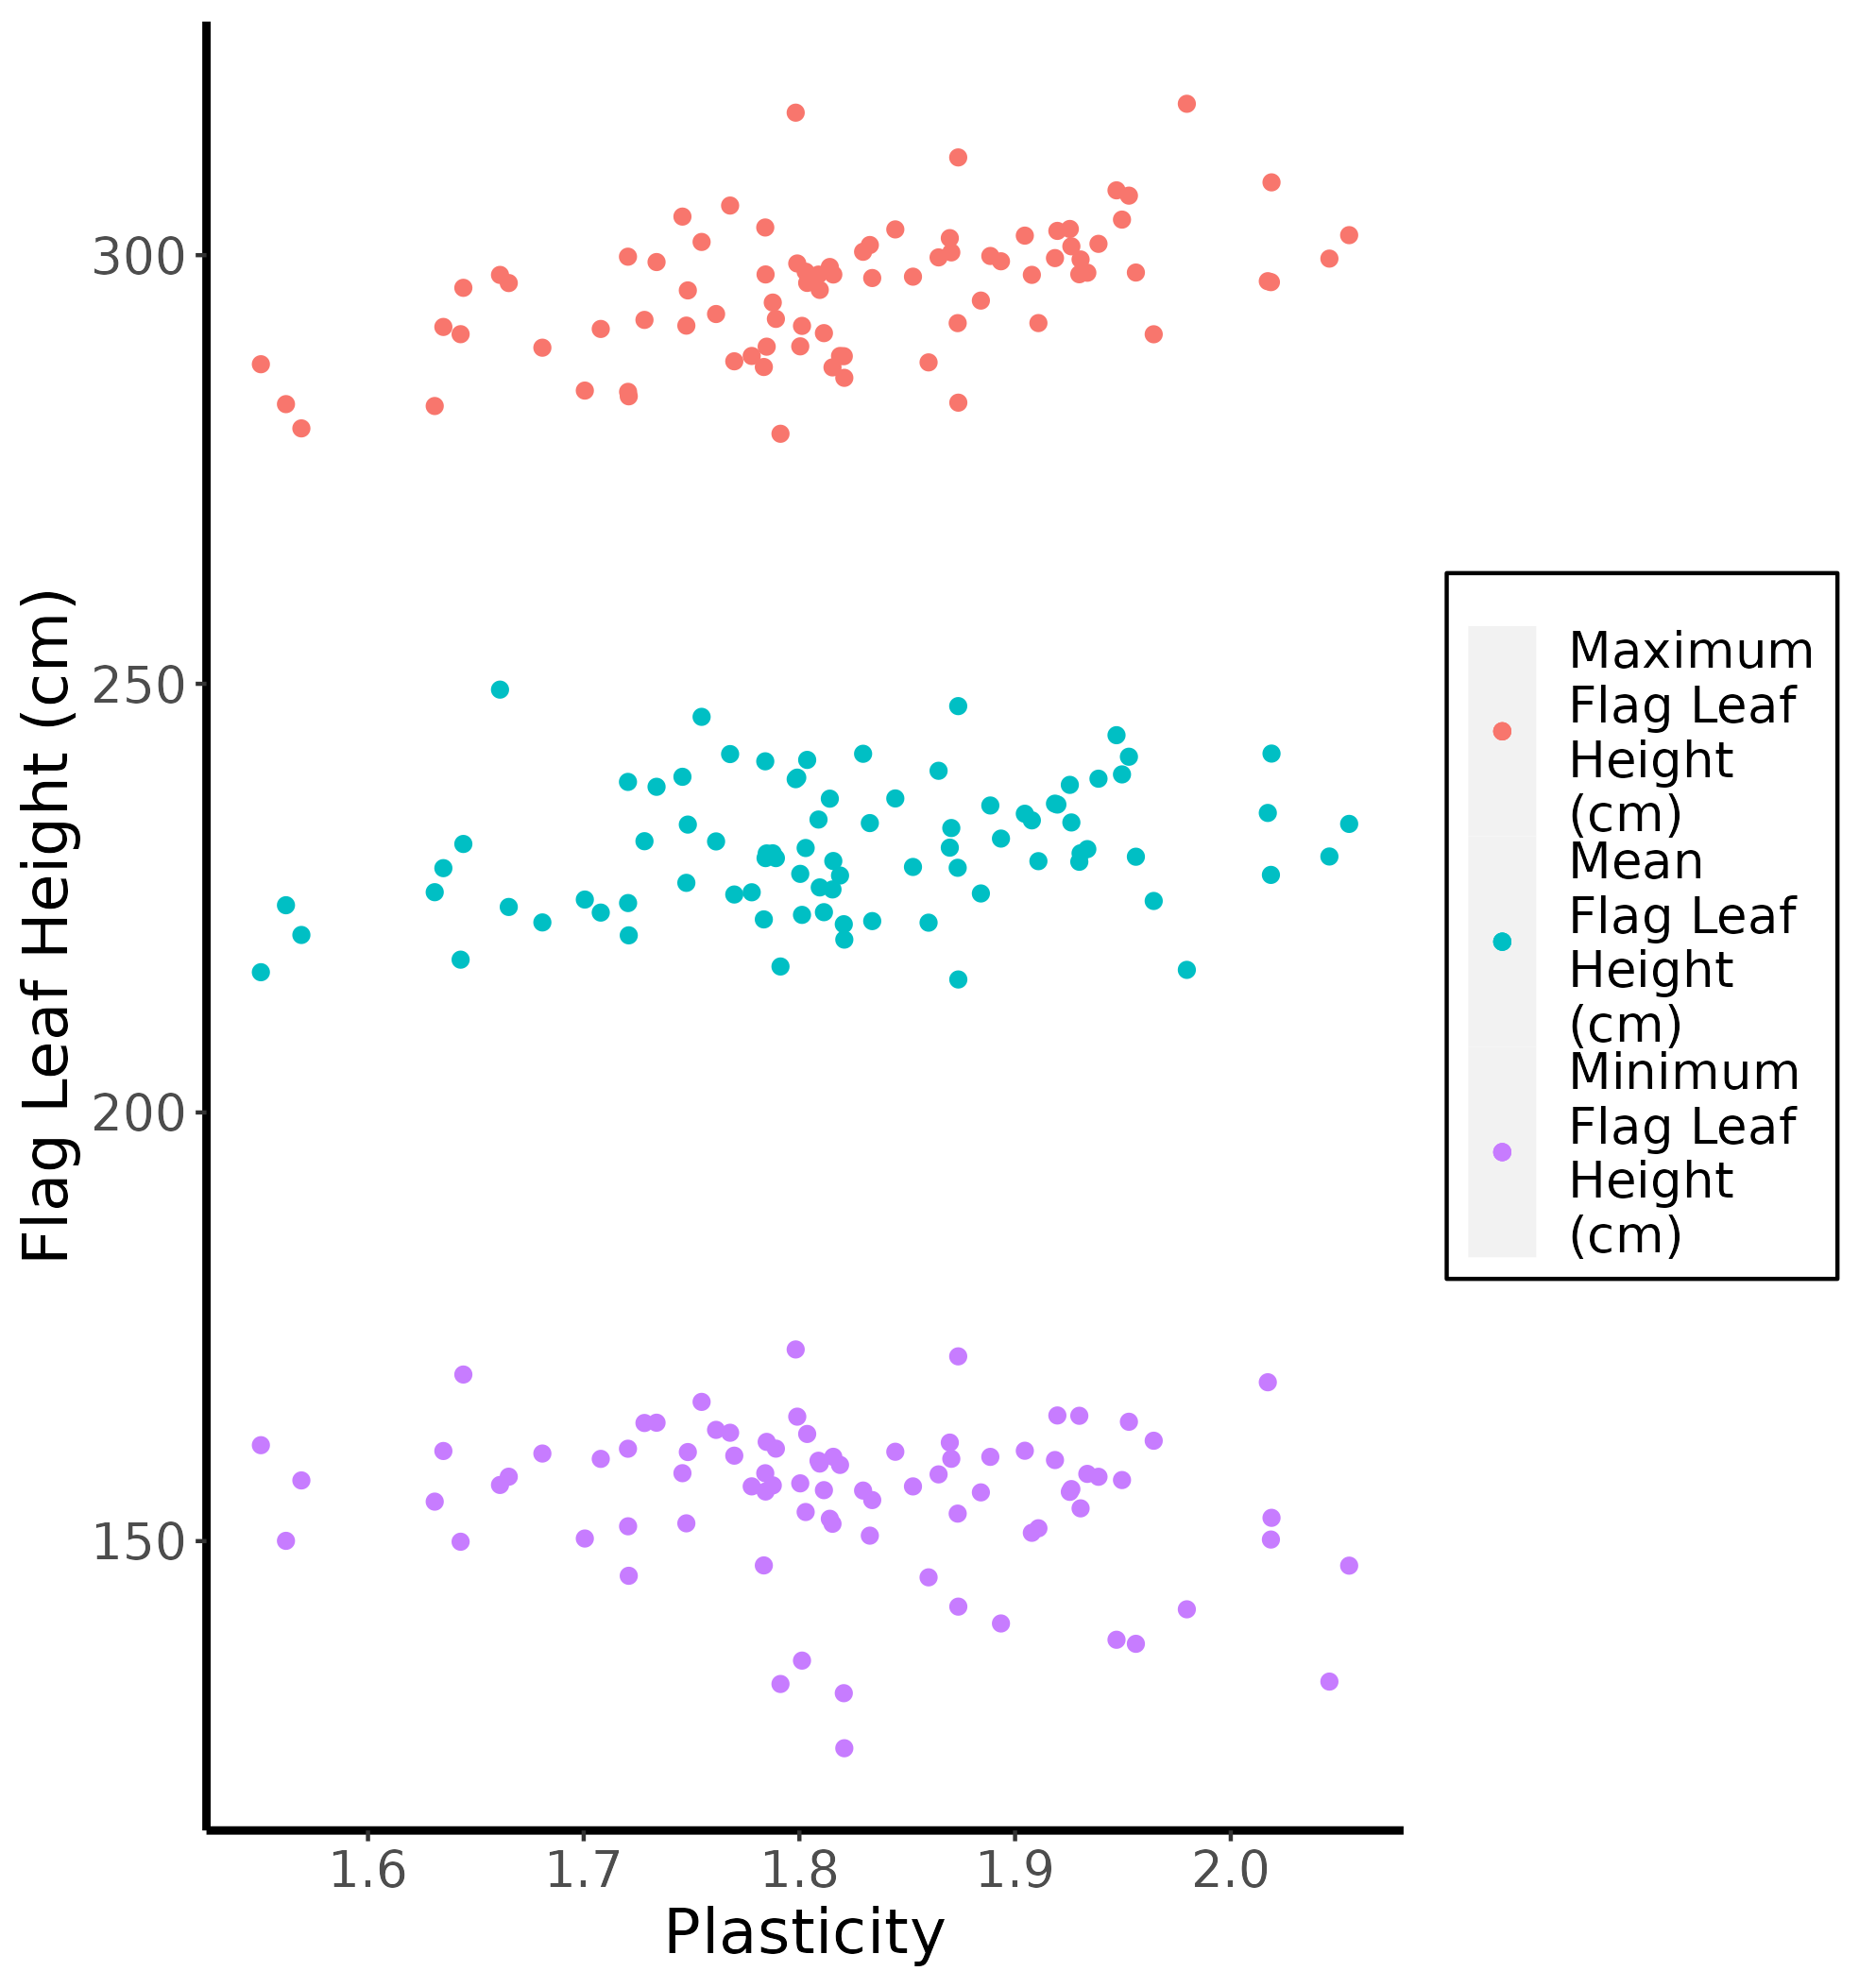 Flag Leaf Height (cm)
300
250
200
150
1.6
1.7
1.8
1.9
2.0
Plasticity
Maximum
Flag Leaf
Height
(cm)
Mean
Flag Leaf
Height
(cm)
Minimum
Flag Leaf
Height
(cm)